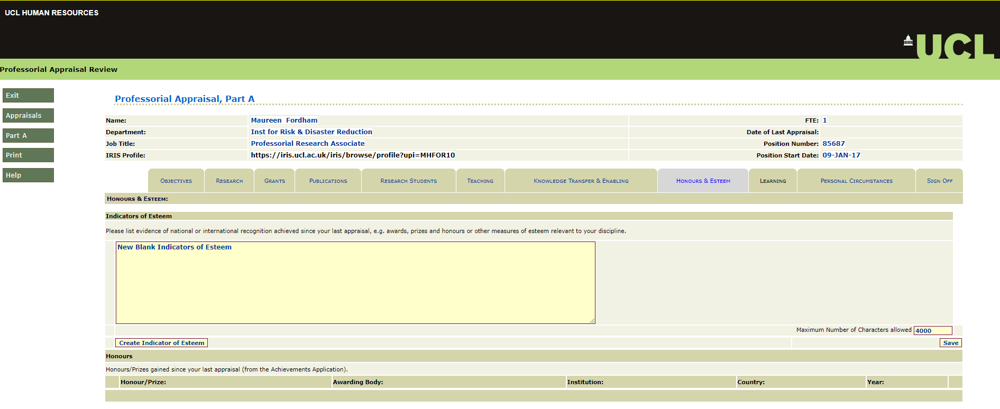 UCL HUMAN RESOURCES
UCL
Professorial Appraisal Review
Exit
Appraisals
Part A
Print
Help
Professorial Appraisal, Part A
Name: Maureen Fordham FTE: 1
Department: Inst for Risk & Disaster Reduction Date of Last Appraisal:
Job Title: Professorial Research Associate Position Number: 85687
IRIS Profile: https://iris.ucl.ac.uk/iris/browse/profile?upi=MHFOR10 Position Start Date: 09-JAN-17
Objectives Research Grants Publications Research Students Teaching Knowledge Transfer & Enabling Honours & Esteem Learning Personal Circumstances Sign Off
Honours & Esteem:
Indicators of Esteem
Please list evidence of national or international recognition achieved since your last appraisal, e.g. awards, prizes and honours or other measures of esteem relevant to your discipline.
New Blank Indicators of Esteem
Maximum Number of Characters allowed 4000
Create Indicator of Esteem Save
Honours
Honours/Prizes gained since your last appraisal (from the Achievements Application).
Honour/Prize: Awarding Body: Institution: Country: Year: